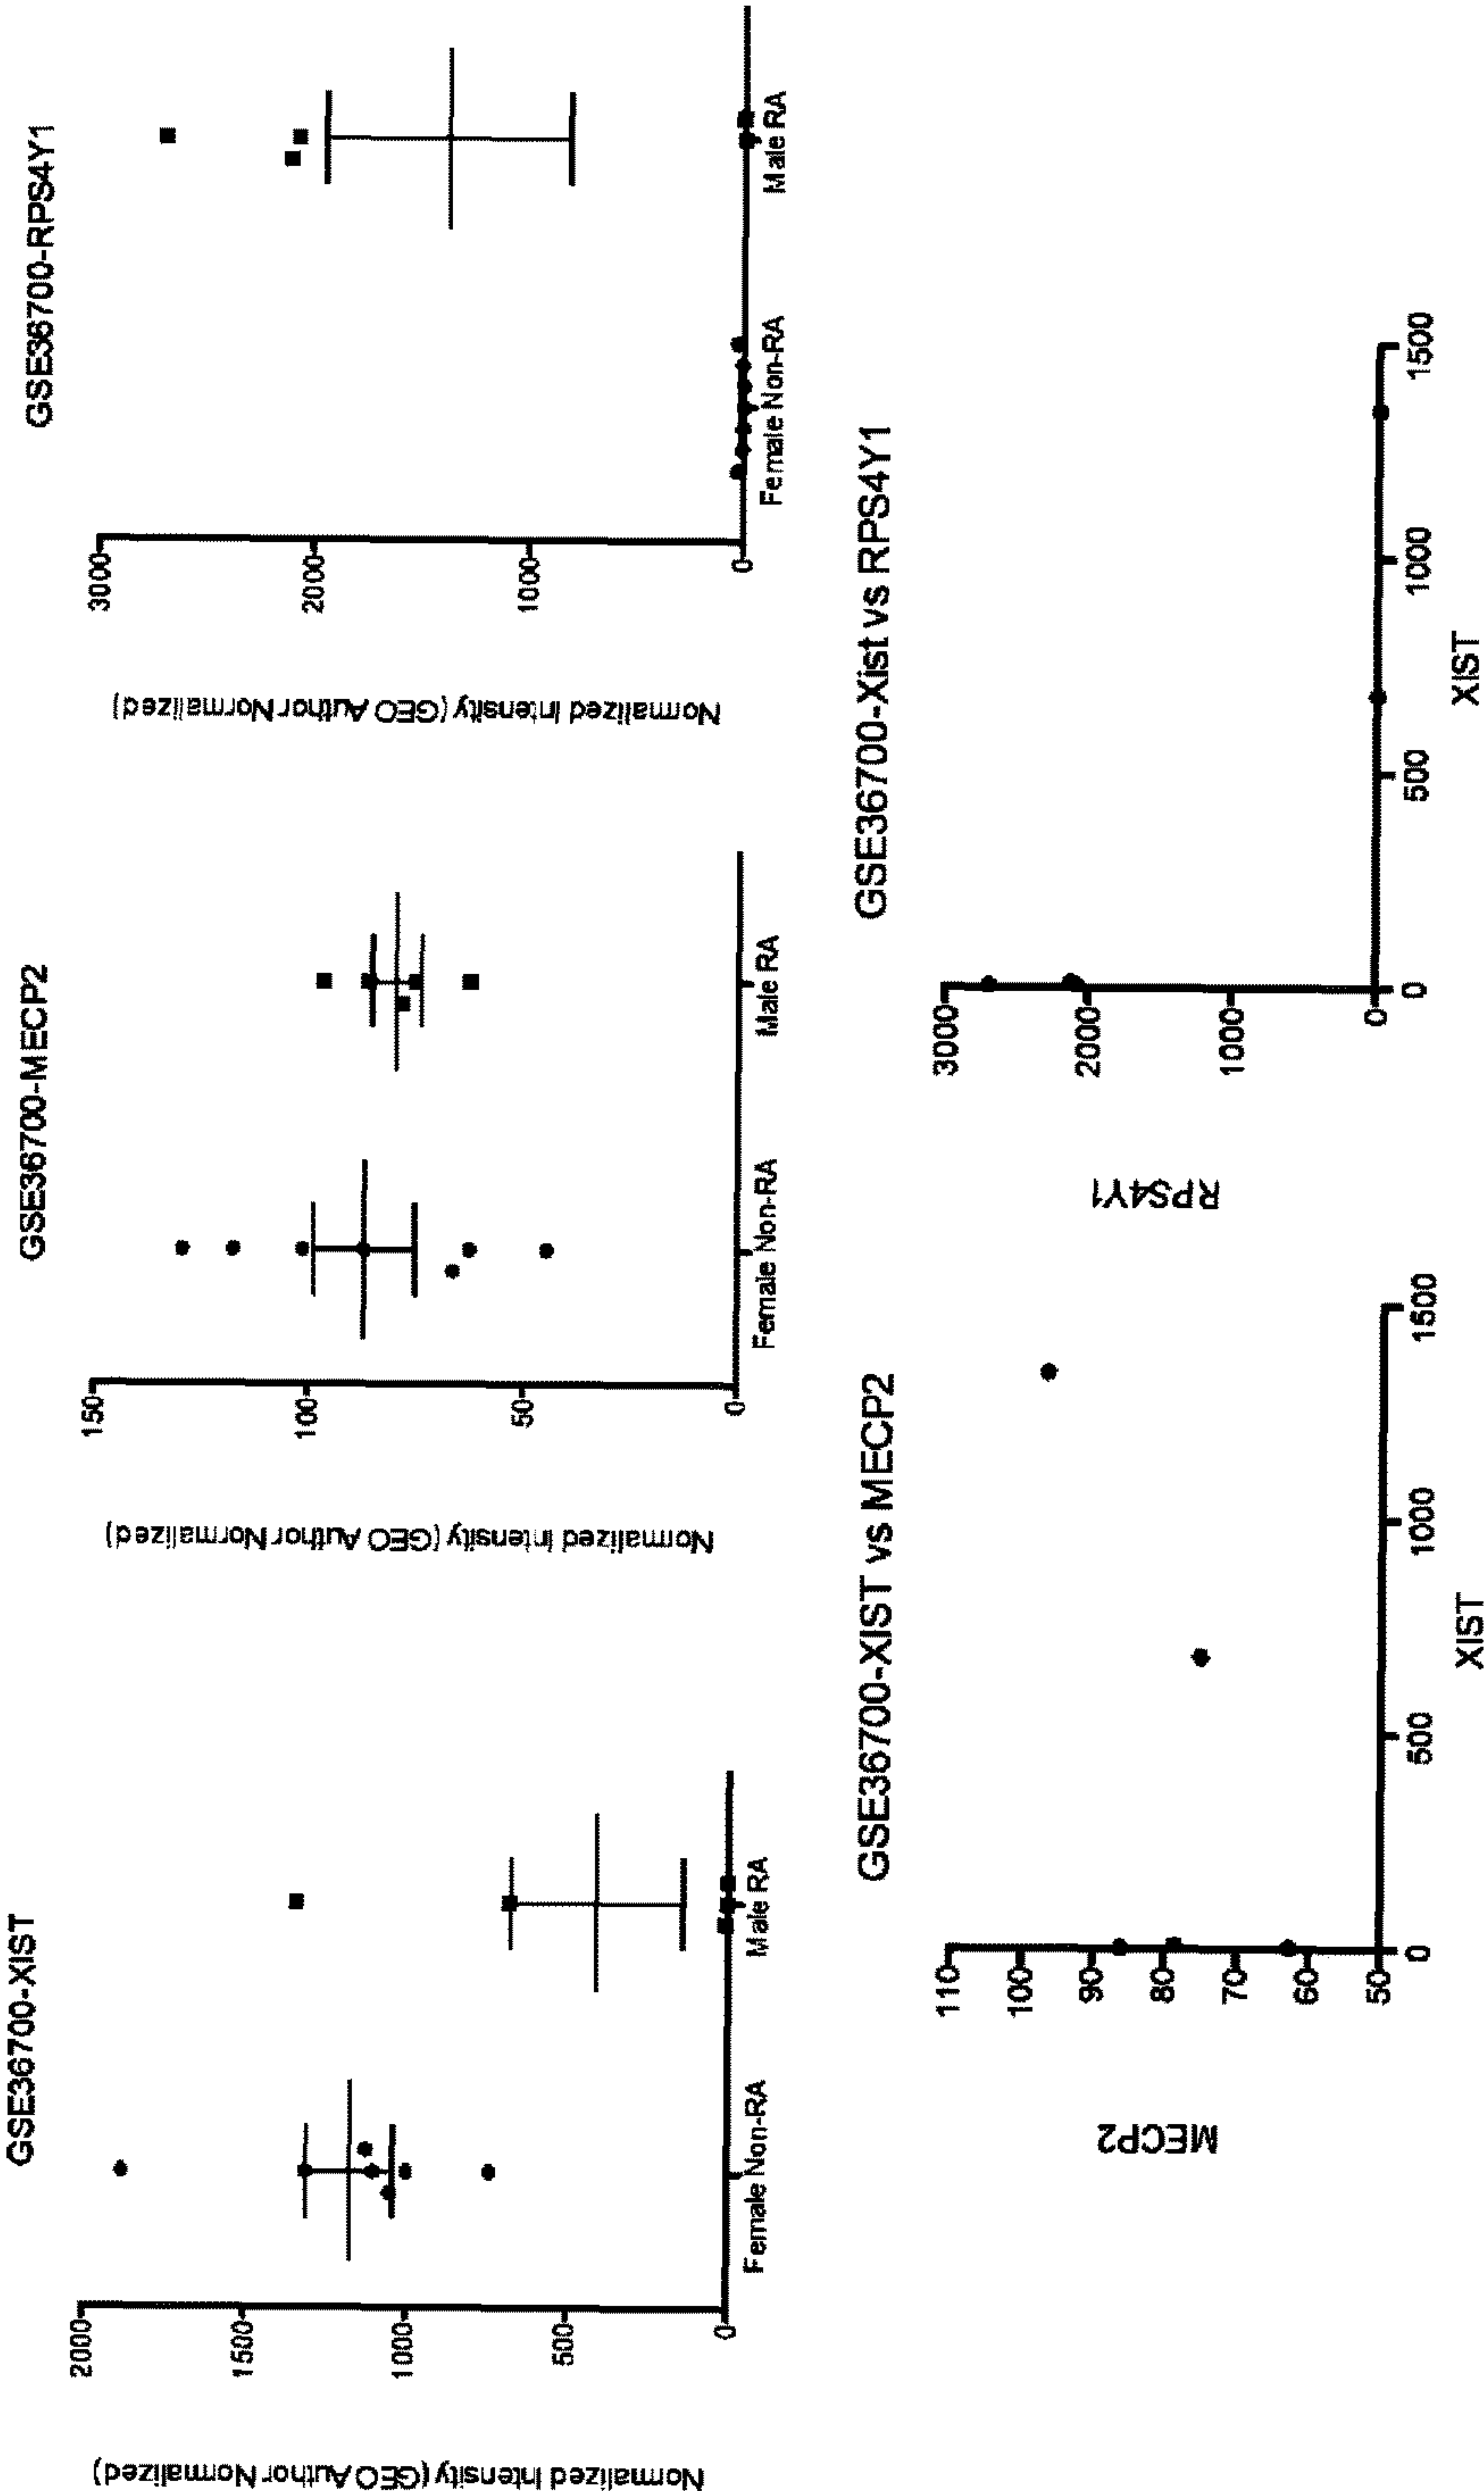 GSE36700-XIST
Normalized Intensity (GEO Author Normalized)
2000
1500
1000
500
0
Female Non-RA
Male RA
GSE36700-MECP2
Normalized Intensity (GEO Author Normalized)
150
100
50
0
Female Non-RA
Male RA
GSE36700-RPS4Y1
Normalized Intensity (GEO Author Normalized)
3000
2000
1000
0
Female Non-RA
Male RA
GSE36700-XIST vs MECP2
MECP2
110
100
90
80
70
60
50
0
500
1000
1500
XIST
GSE36700-Xist vs RPS4Y1
RPS4Y1
3000
2000
1000
0
0
500
1000
1500
XIST